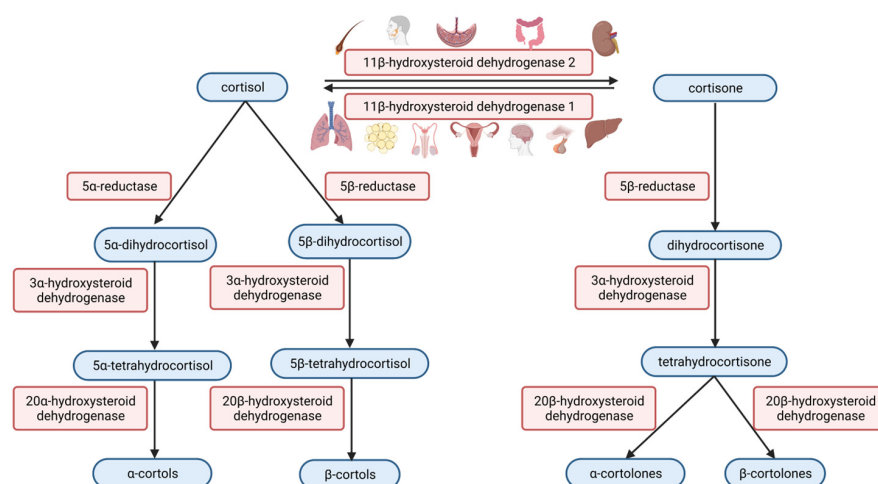 11β-hydroxysteroid dehydrogenase 2
cortisol
cortisone
11β-hydroxysteroid dehydrogenase 1
5α-reductase
5β-reductase
5β-reductase
5α-dihydrocortisol
5β-dihydrocortisol
dihydrocortisone
3α-hydroxysteroid
dehydrogenase
3α-hydroxysteroid
dehydrogenase
3α-hydroxysteroid
dehydrogenase
5α-tetrahydrocortisol
5β-tetrahydrocortisol
tetrahydrocortisone
20α-hydroxysteroid
dehydrogenase
20β-hydroxysteroid
dehydrogenase
20β-hydroxysteroid
dehydrogenase
20β-hydroxysteroid
dehydrogenase
α-cortols
β-cortols
α-cortolones
β-cortolones